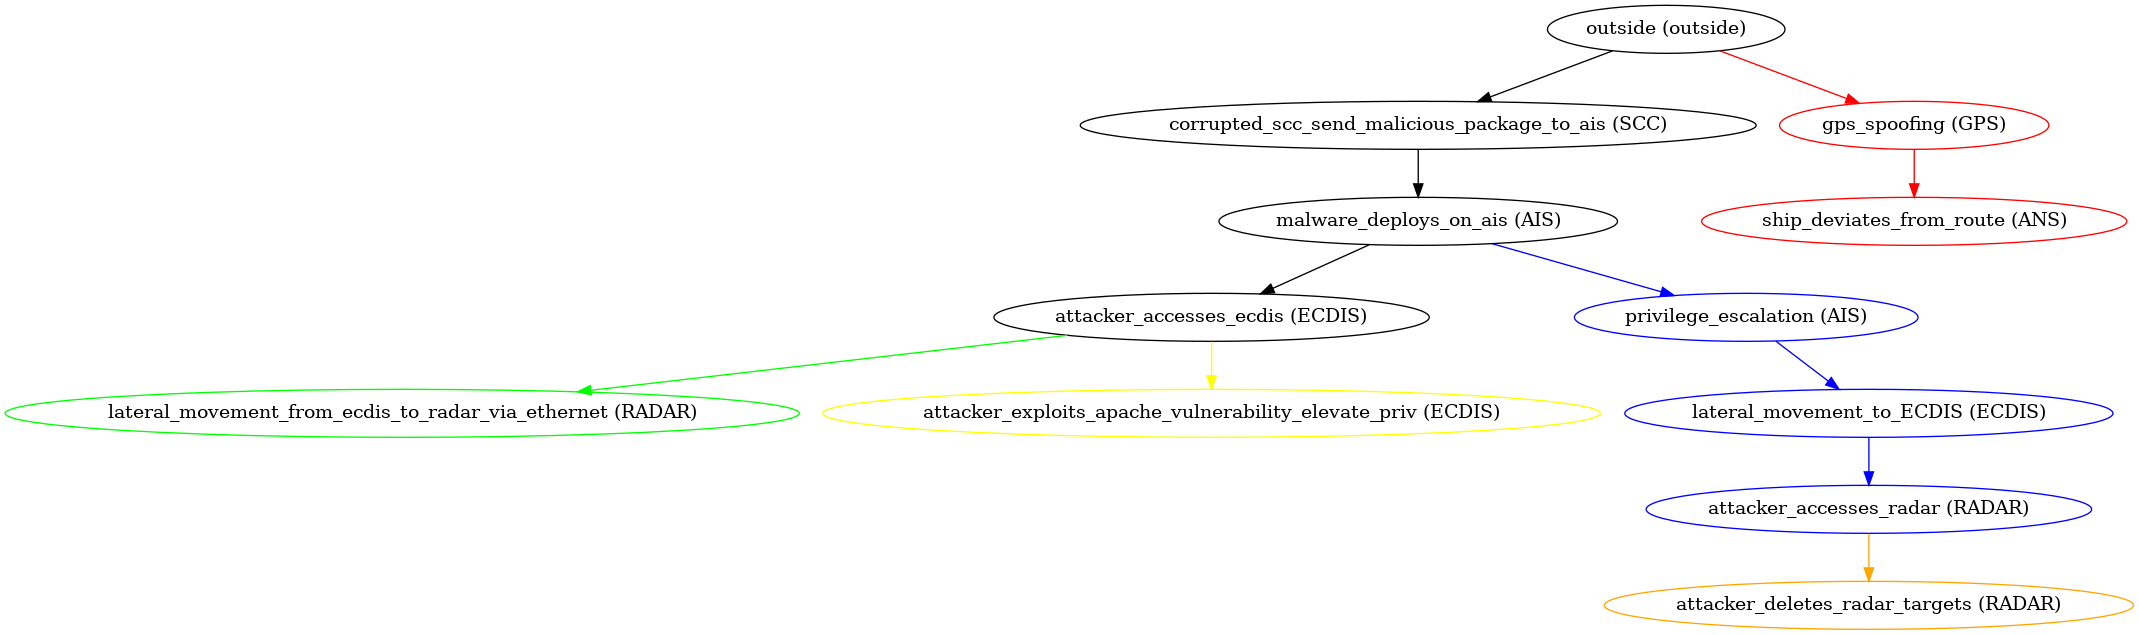 outside (outside)
corrupted_scc_send_malicious_package_to_ais (SCC)
gps_spoofing (GPS)
malware_deploys_on_ais (AIS)
ship_deviates_from_route (ANS)
attacker_accesses_ecdis (ECDIS)
privilege_escalation (AIS)
lateral_movement_from_ecdis_to_radar_via_ethernet (RADAR)
attacker_exploits_apache_vulnerability_elevate_priv (ECDIS)
lateral_movement_to_ECDIS (ECDIS)
attacker_accesses_radar (RADAR)
attacker_deletes_radar_targets (RADAR)